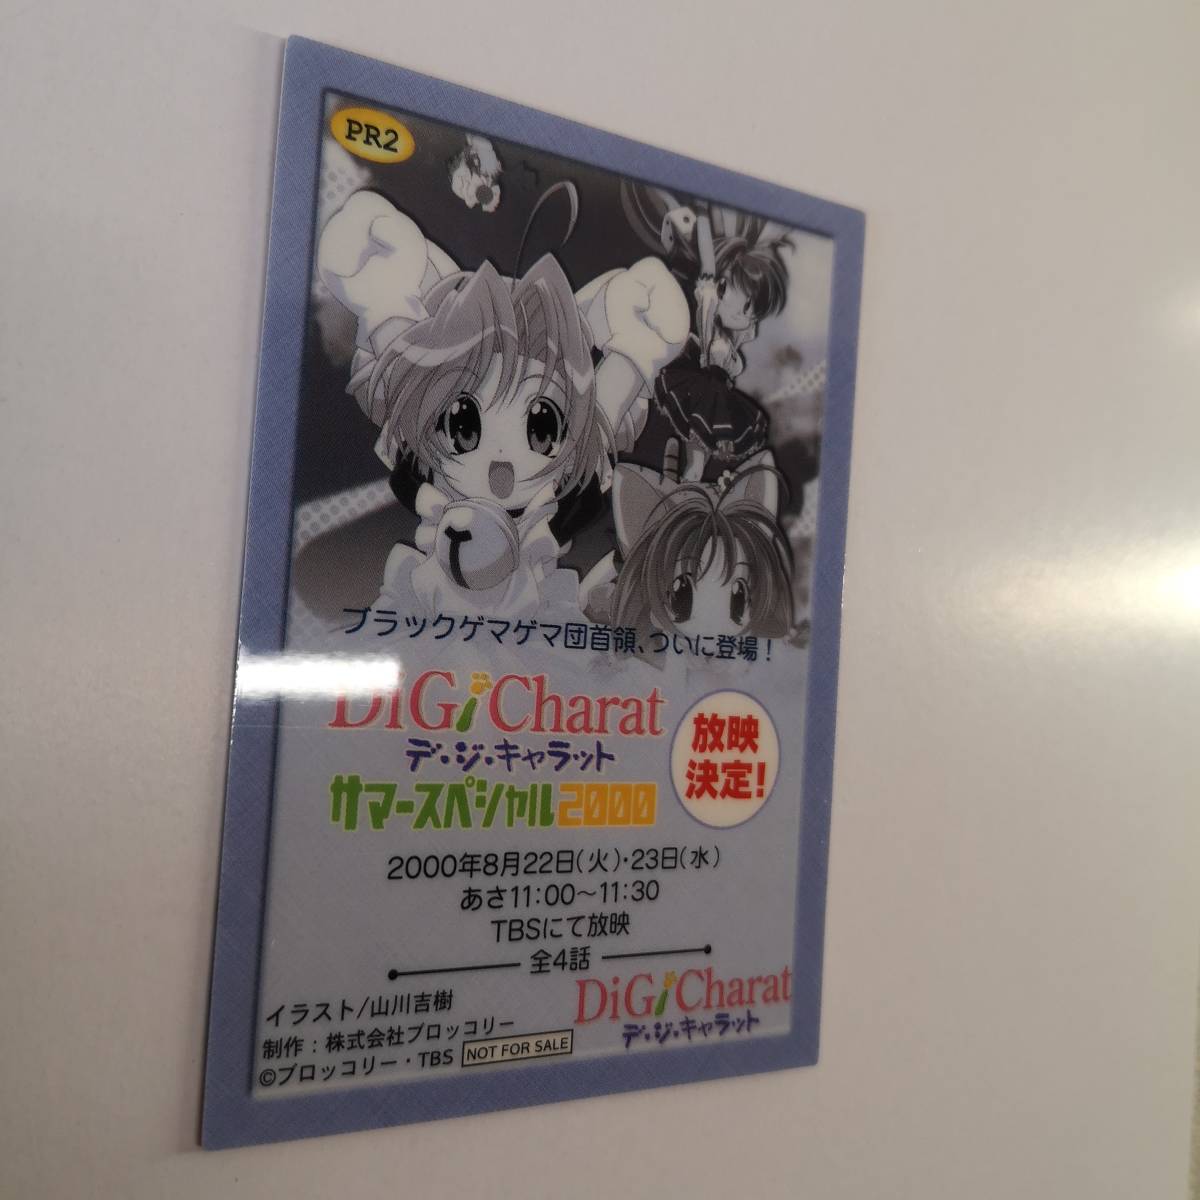 PR2
ブラックゲマゲマ団首領、ついに登場！
DiGiCharat
デ・ジ・キャラット
サマースペシャル2000
放映
決定!
2000年8月22日(火)・23日(水)
あさ11:00～11:30
TBSにて放映
全4話
イラスト/山川吉樹
制作：株式会社ブロッコリー
©ブロッコリー・TBS
NOT FOR SALE
DiGiCharat
デ・ジ・キャラット